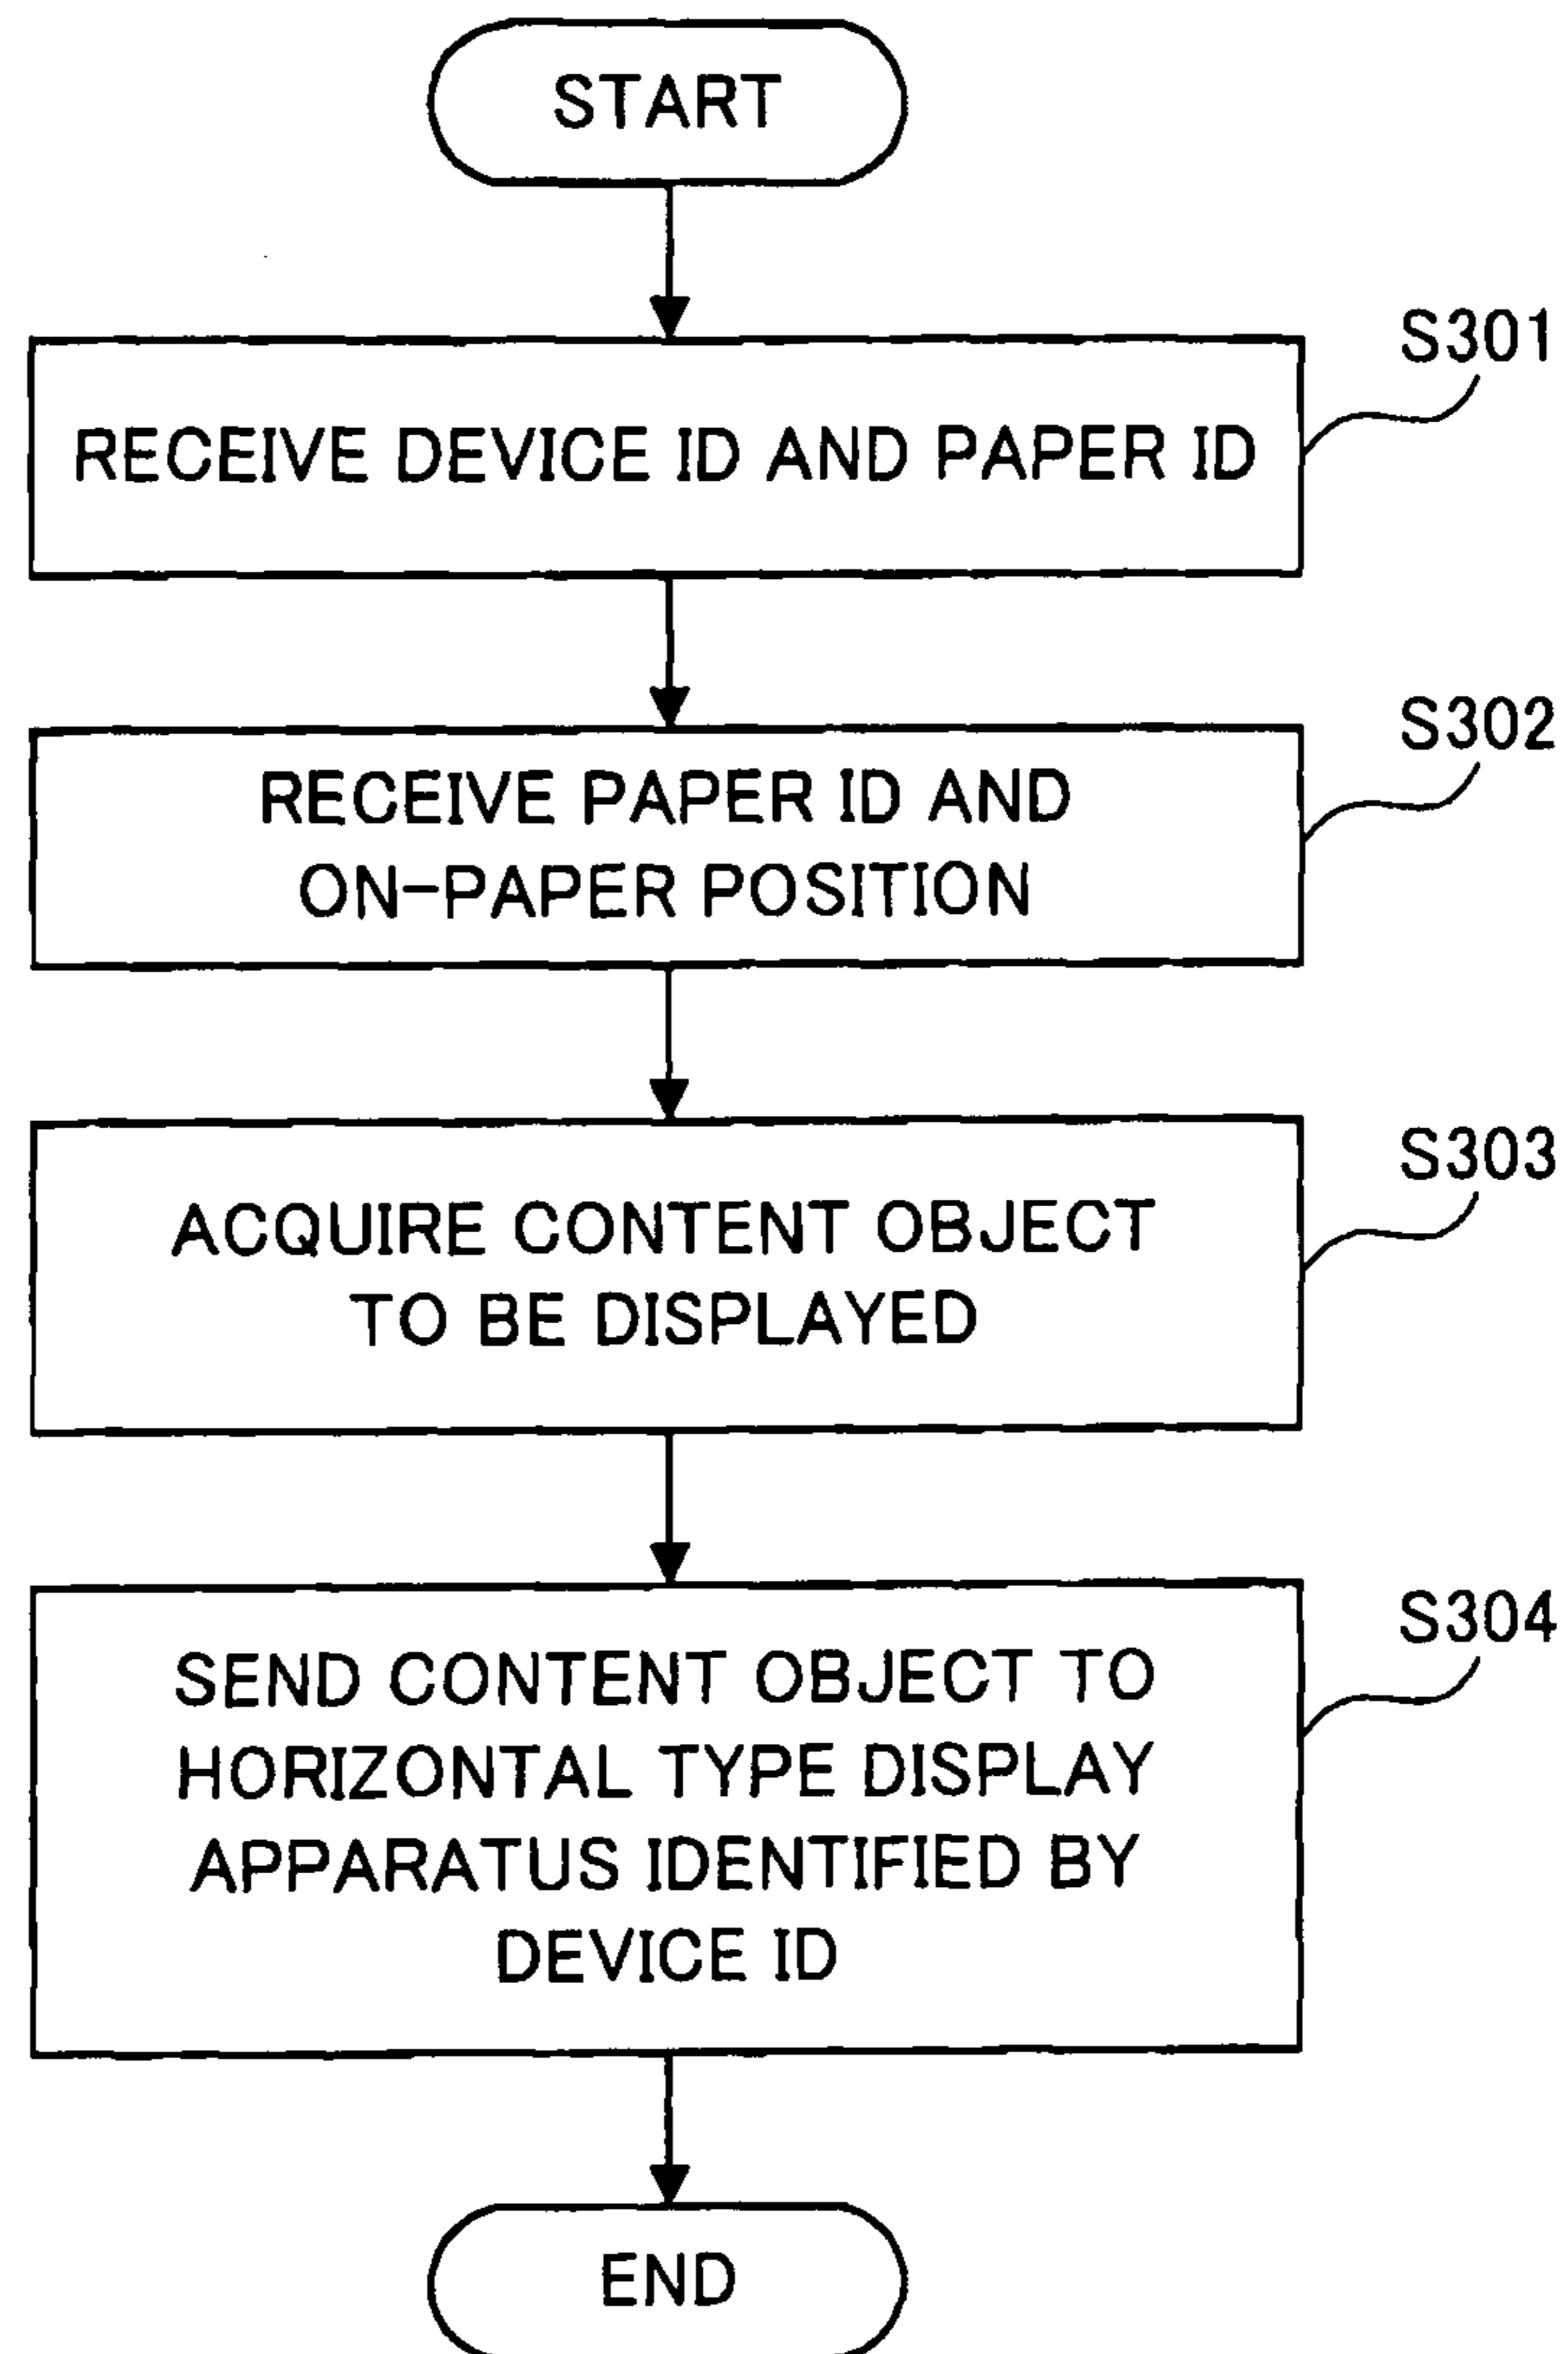 START
S301
RECEIVE DEVICE ID AND PAPER ID
S302
RECEIVE PAPER ID AND
ON-PAPER POSITION
S303
ACQUIRE CONTENT OBJECT
TO BE DISPLAYED
S304
SEND CONTENT OBJECT TO
HORIZONTAL TYPE DISPLAY
APPARATUS IDENTIFIED BY
DEVICE ID
END